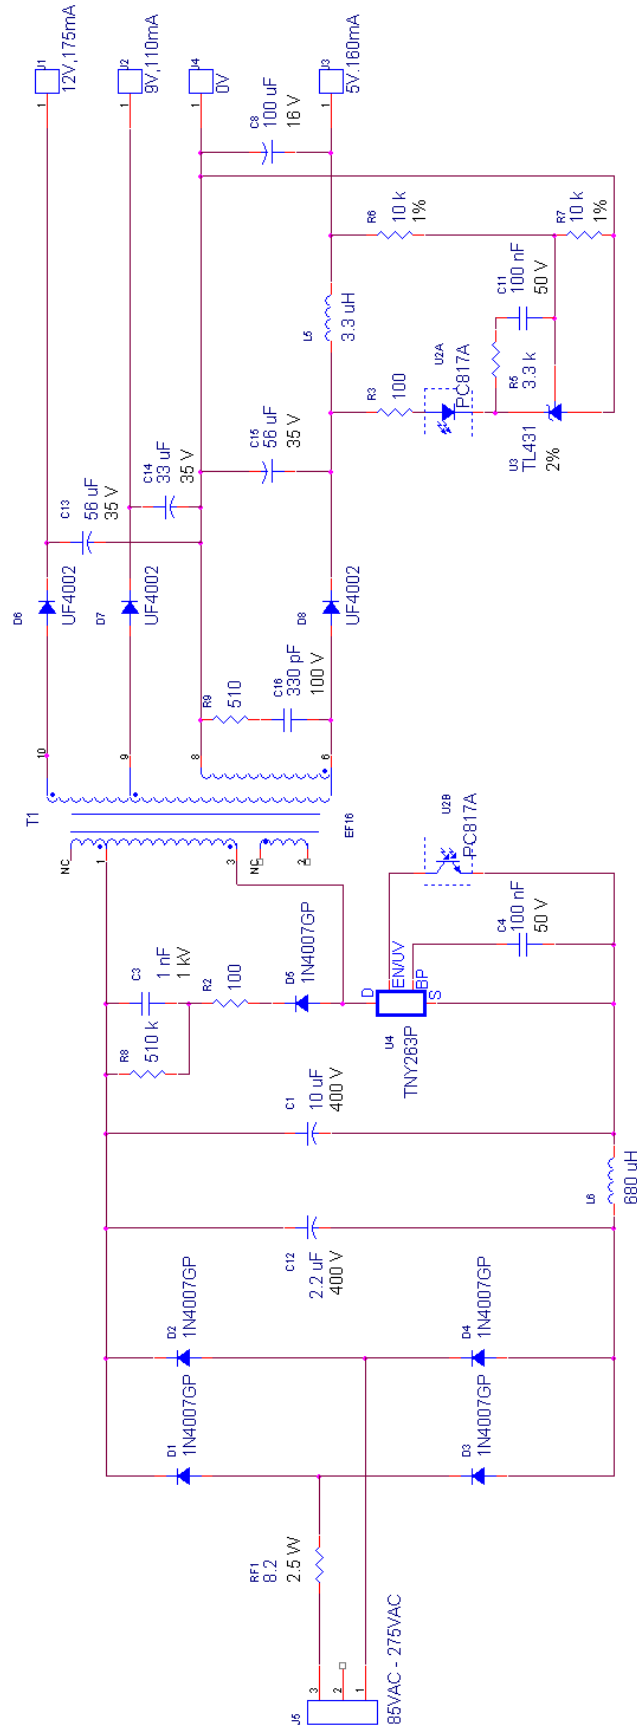 J1
1
12V,175mA
J2
1
9V,110mA
J4
1
0V
J3
1
5V.160mA
C8
100 uF
16 V
R6
10 k
1%
R7
10 k
1%
C11
100 nF
50 V
L5
3.3 uH
R5
3.3 k
U2A
PC817A
R3
100
U3
TL431
2%
C15
56 uF
35 V
C14
33 uF
35 V
C13
56 uF
35 V
D6
UF4002
D7
UF4002
D8
UF4002
R9
510
C16
330 pF
100 V
10
9
8
6
T1
EF16
NC
1
3
NC
2
U2B
PC817A
C4
100 nF
50 V
D
EN/UV
BP
S
U4
TNY263P
D5
1N4007GP
R2
100
C3
1 nF
1 kV
R8
510 k
C1
10 uF
400 V
L6
680 uH
C12
2.2 uF
400 V
D2
1N4007GP
D4
1N4007GP
D1
1N4007GP
D3
1N4007GP
RF1
8.2
2.5 W
3
2
1
J5
85VAC - 275VAC